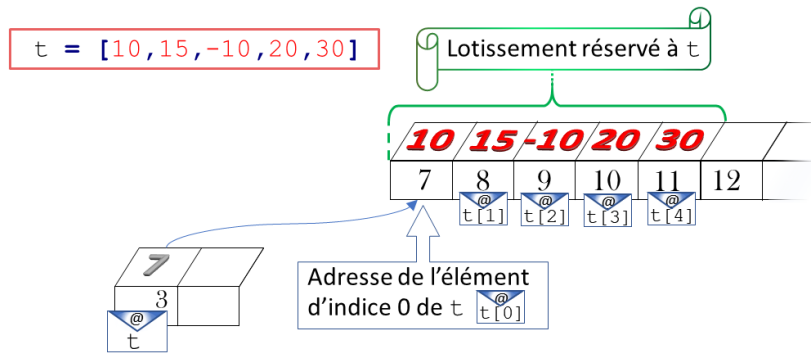 t = [10,15,-10,20,30]
Lotissement réservé à t
10 15 -10 20 30
7 8 9 10 11 12
@ @ @ @
t[1] t[2] t[3] t[4]
7
3
@
t
Adresse de l'élément
d'indice 0 de t @ t[0]